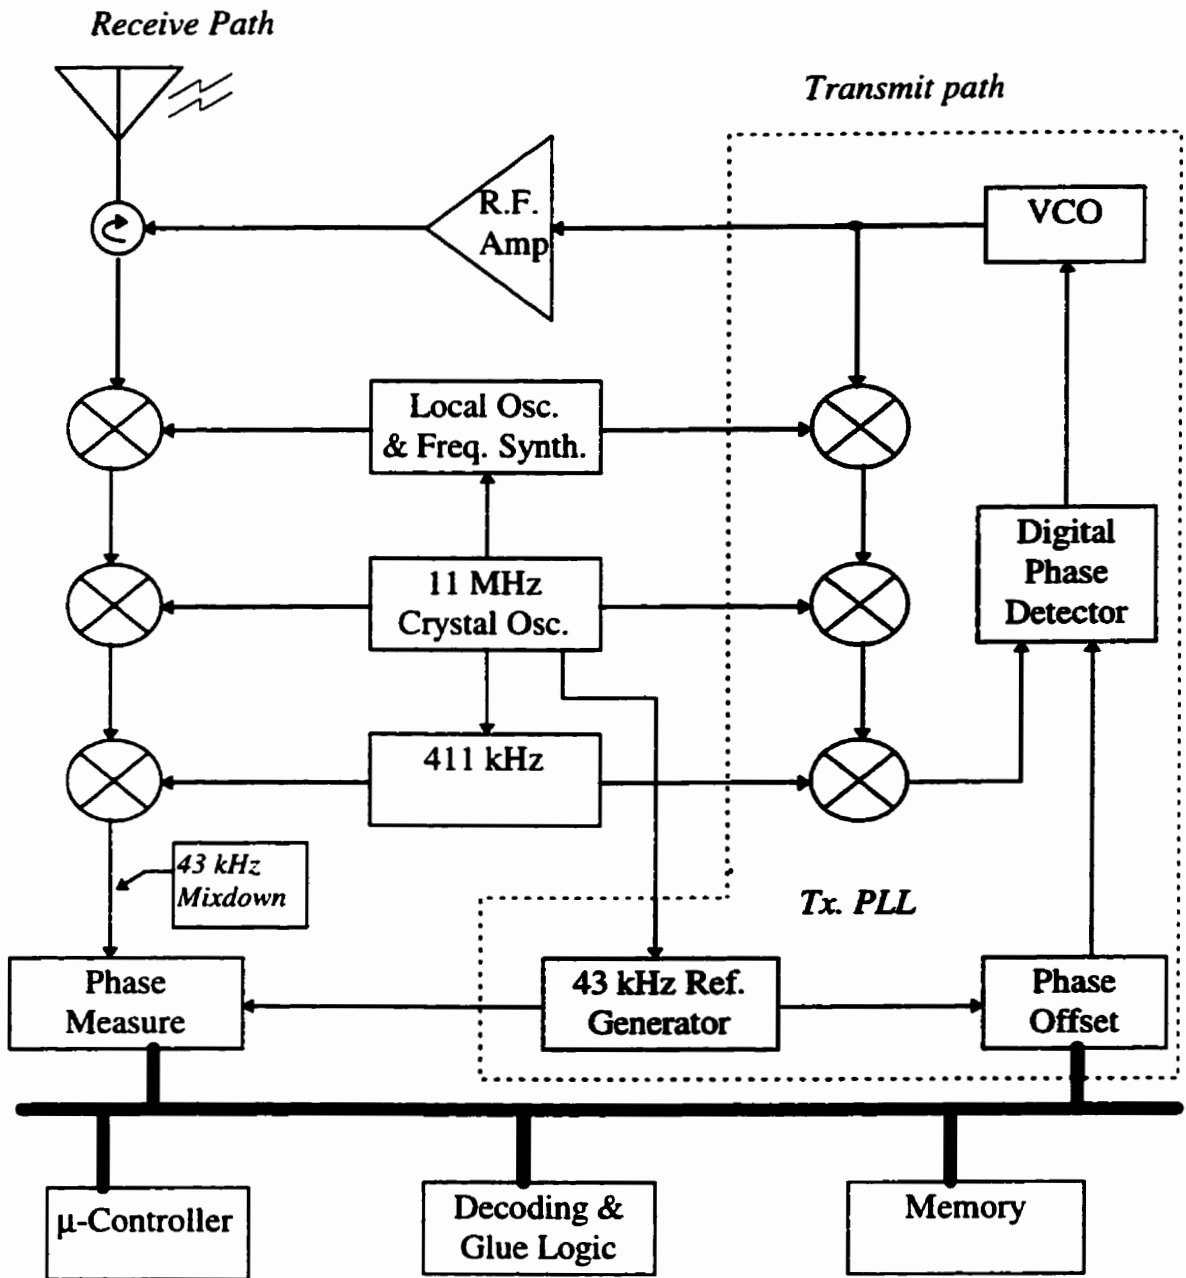 Receive Path
Transmit path
R.F.
Amp
VCO
Local Osc.
& Freq. Synth.
Digital
Phase
Detector
11 MHz
Crystal Osc.
411 kHz
43 kHz
Mixdown
Tx. PLL
Phase
Measure
43 kHz Ref.
Generator
Phase
Offset
µ-Controller
Decoding &
Glue Logic
Memory